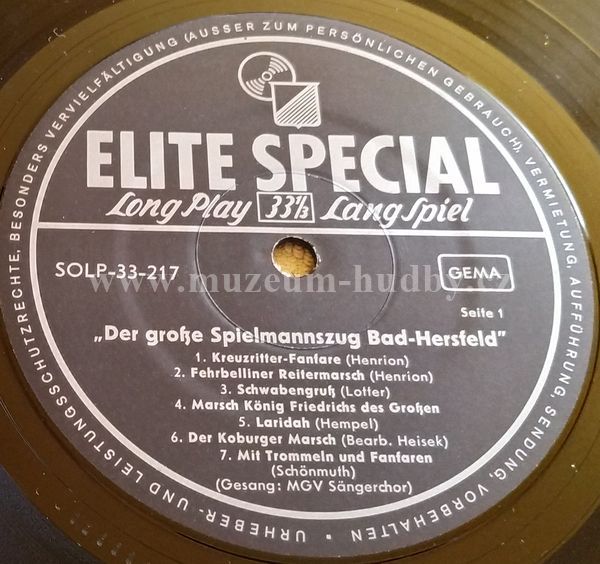 URHEBER- UND LEISTUNGSSCHUTZRECHTE, BESONDERS VERVIELFÄLTIGUNG (AUSSER ZUM PERSÖNLICHEN GEBRAUCH), VERMIETUNG, AUFFÜHRUNG, SENDUNG, VORBEHALTEN •
ELITE SPECIAL
Long Play 33⅓ Lang Spiel
SOLP-33-217
GEMA
www.muzeum-hudby.cz
Seite 1
„Der große Spielmannszug Bad-Hersfeld"
1. Kreuzritter-Fanfare (Henrion)
2. Fehrbelliner Reitermarsch (Henrion)
3. Schwabengruß (Lotter)
4. Marsch König Friedrichs des Großen
5. Laridah (Hempel)
6. Der Koburger Marsch (Bearb. Heisek)
7. Mit Trommeln und Fanfaren
(Schönmuth)
(Gesang: MGV Sängerchor)